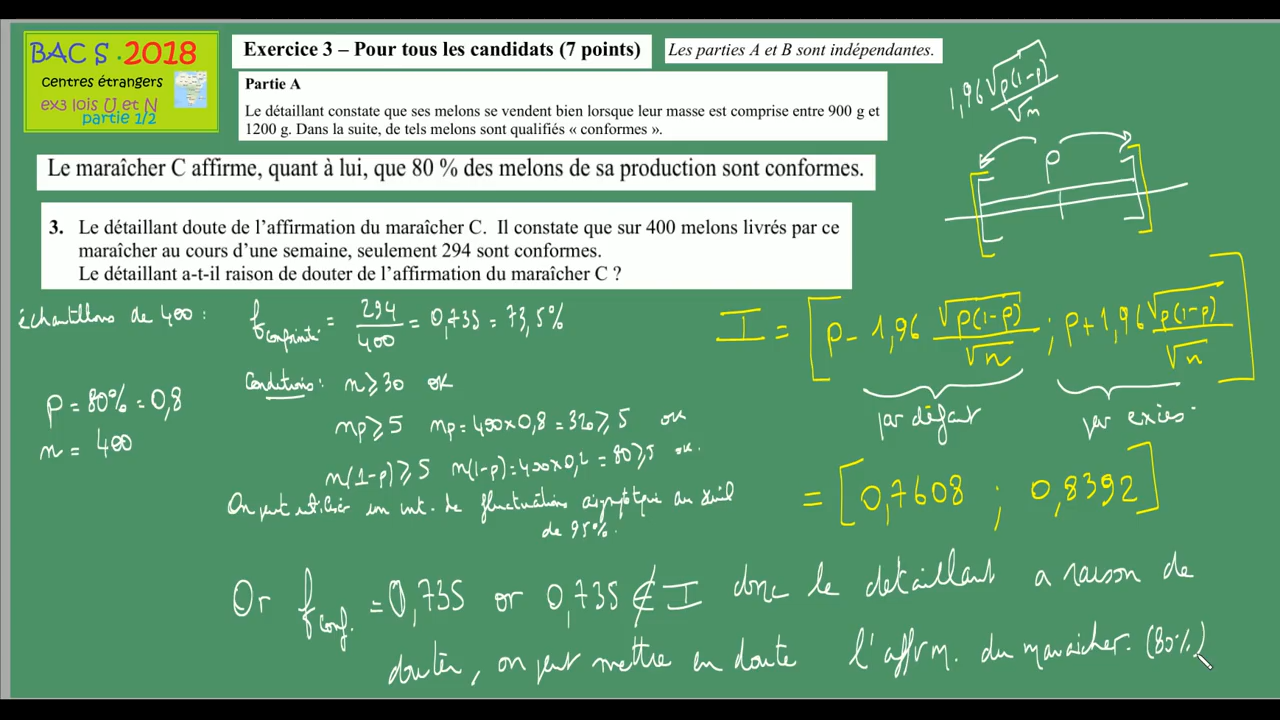 BAC S . 2018
Centres étrangers
ex3 lois U et N
partie 1/2
Exercice 3 – Pour tous les candidats (7 points)
Les parties A et B sont indépendantes.
Partie A
Le détaillant constate que ses melons se vendent bien lorsque leur masse est comprise entre 900 g et
1200 g. Dans la suite, de tels melons sont qualifiés « conformes ».
Le maraîcher C affirme, quant à lui, que 80 % des melons de sa production sont conformes.
3. Le détaillant doute de l’affirmation du maraîcher C. Il constate que sur 400 melons livrés par ce
maraîcher au cours d’une semaine, seulement 294 sont conformes.
Le détaillant a-t-il raison de douter de l’affirmation du maraîcher C ?
1,96 √p(1-p) / √n
[ p ]
échantillons de 400 : f conformité = 294/400 = 0,735 = 73,5%
p = 80% = 0,8
n = 400
Conditions : n ≥ 30 ok
np ≥ 5 np = 400×0,8 = 320 ≥ 5 ok
n(1-p) ≥ 5 n(1-p) = 400×0,2 = 80 ≥ 5 ok.
On peut utiliser un int. de fluctuations asymptotique au seuil
de 95%.
I = [ p - 1,96 √p(1-p) / √n ; p + 1,96 √p(1-p) / √n ]
par défaut par excès
= [ 0,7608 ; 0,8392 ]
Or f conf. = 0,735 or 0,735 ∉ I donc le détaillant a raison de
douter, on peut mettre en doute l'affirm. du maraicher. (80%)